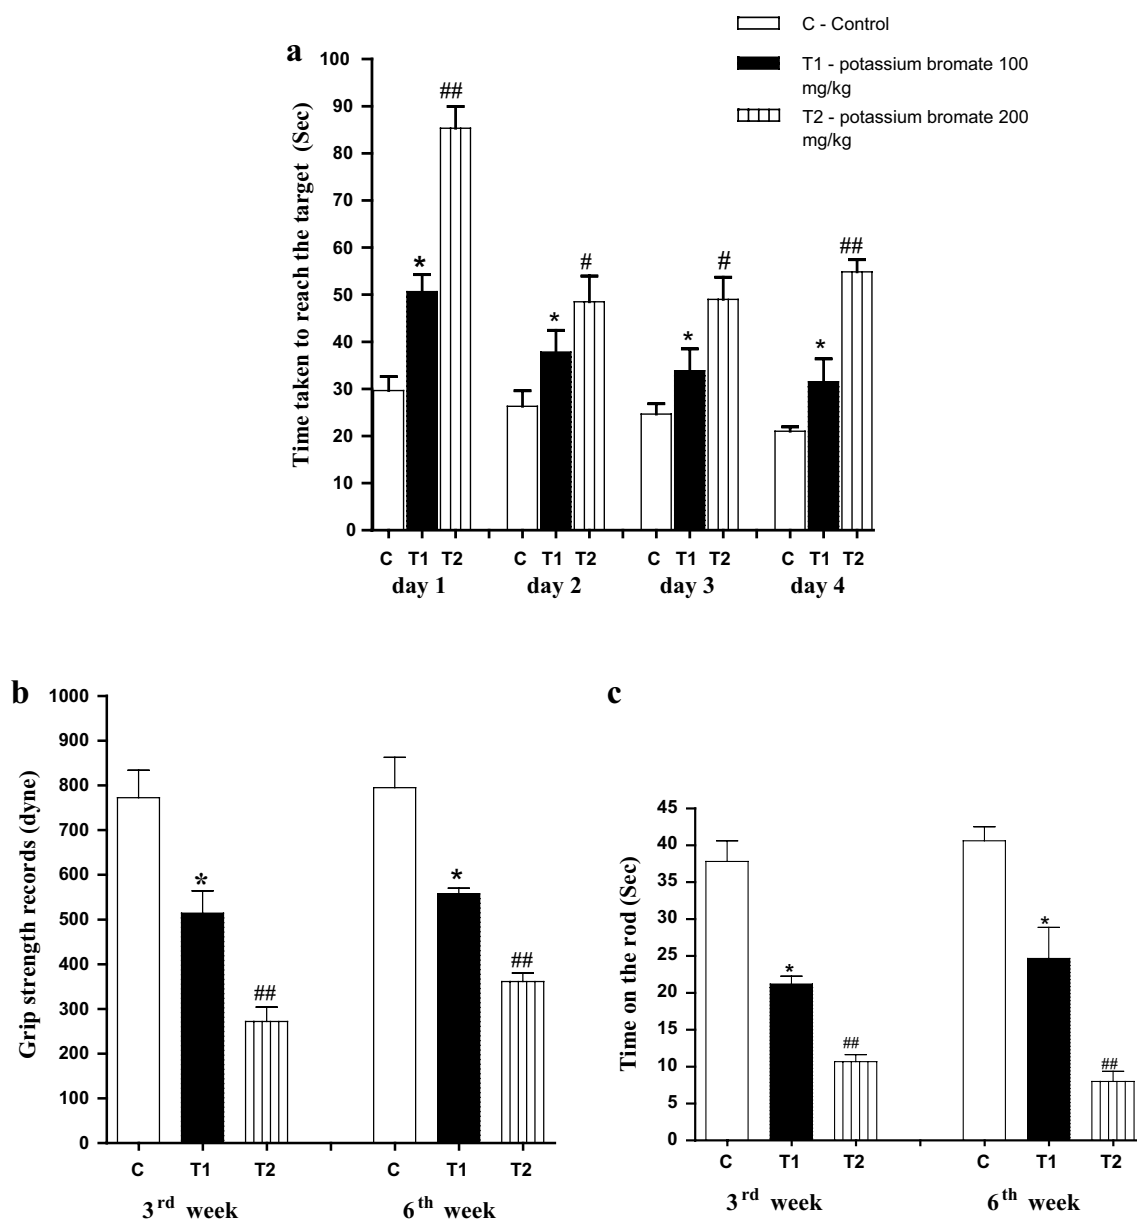 C - Control
T1 - potassium bromate 100
mg/kg
T2 - potassium bromate 200
mg/kg
a
Time taken to reach the target (Sec)
100
90
80
70
60
50
40
30
20
10
0
*
##
*
#
*
#
*
##
C T1 T2 C T1 T2 C T1 T2 C T1 T2
day 1 day 2 day 3 day 4
b
Grip strength records (dyne)
1000
900
800
700
600
500
400
300
200
100
0
*
##
*
##
C T1 T2 C T1 T2
3rd week 6th week
c
Time on the rod (Sec)
45
40
35
30
25
20
15
10
5
0
*
##
*
##
C T1 T2 C T1 T2
3rd week 6th week